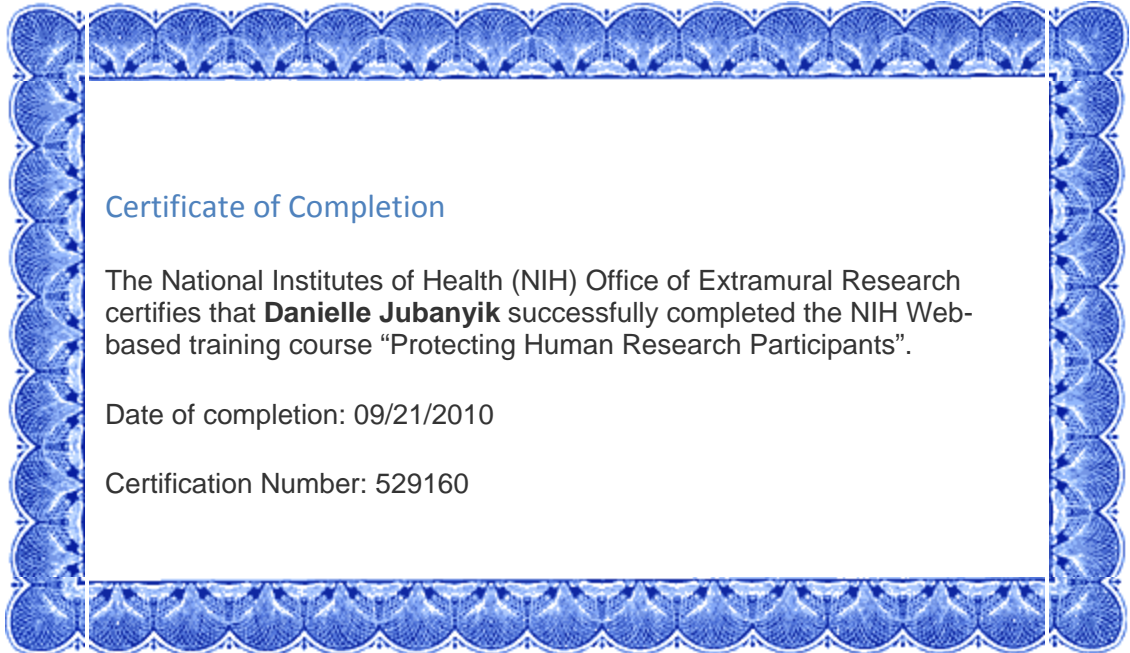 Certificate of Completion
The National Institutes of Health (NIH) Office of Extramural Research
certifies that Danielle Jubanyik successfully completed the NIH Web-
based training course “Protecting Human Research Participants”.
Date of completion: 09/21/2010
Certification Number: 529160